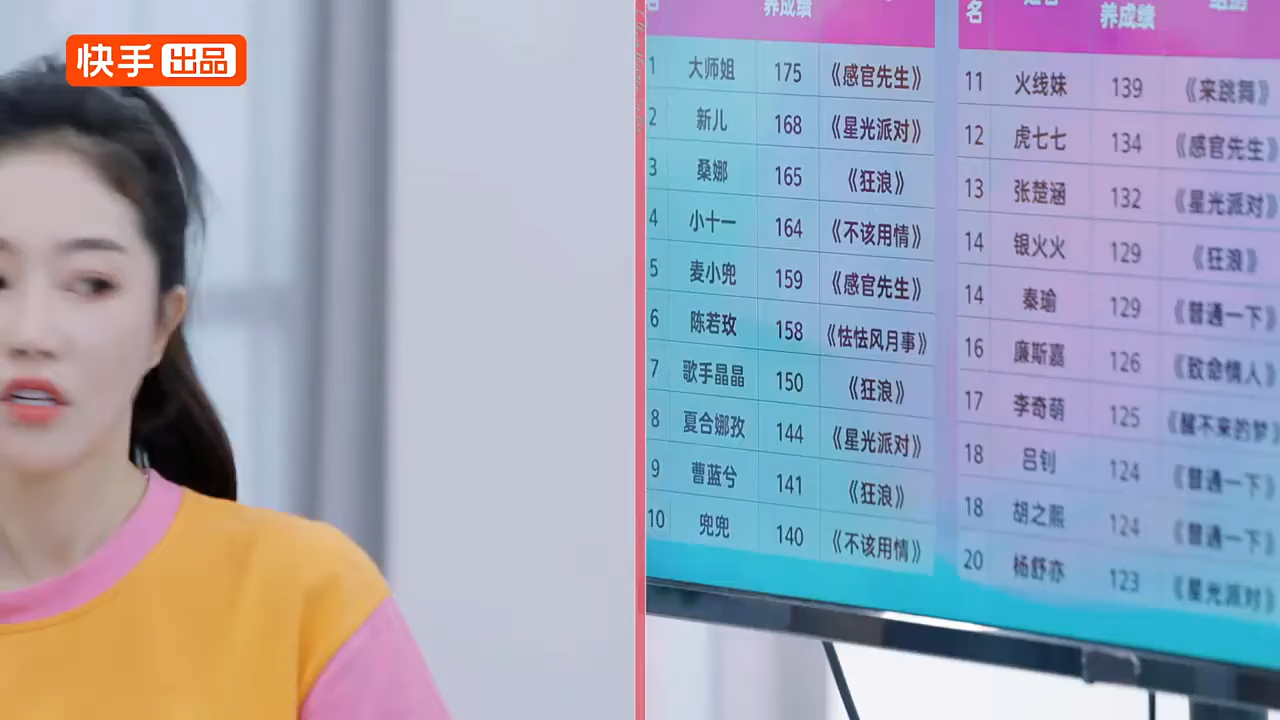 快手 出品
名 养成绩
1 大师姐 175 《感官先生》
2 新儿 168 《星光派对》
3 桑娜 165 《狂浪》
4 小十一 164 《不该用情》
5 麦小兜 159 《感官先生》
6 陈若玫 158 《怯怯风月事》
7 歌手晶晶 150 《狂浪》
8 夏合娜孜 144 《星光派对》
9 曹蓝兮 141 《狂浪》
10 兜兜 140 《不该用情》
名 养成绩
11 火线妹 139 《来跳舞》
12 虎七七 134 《感官先生》
13 张楚涵 132 《星光派对》
14 银火火 129 《狂浪》
14 秦瑜 129 《普通一下》
16 廉斯嘉 126 《致命情人》
17 李奇萌 125 《醒不来的梦》
18 吕钊 124 《普通一下》
18 胡之熙 124 《普通一下》
20 杨舒亦 123 《星光派对》